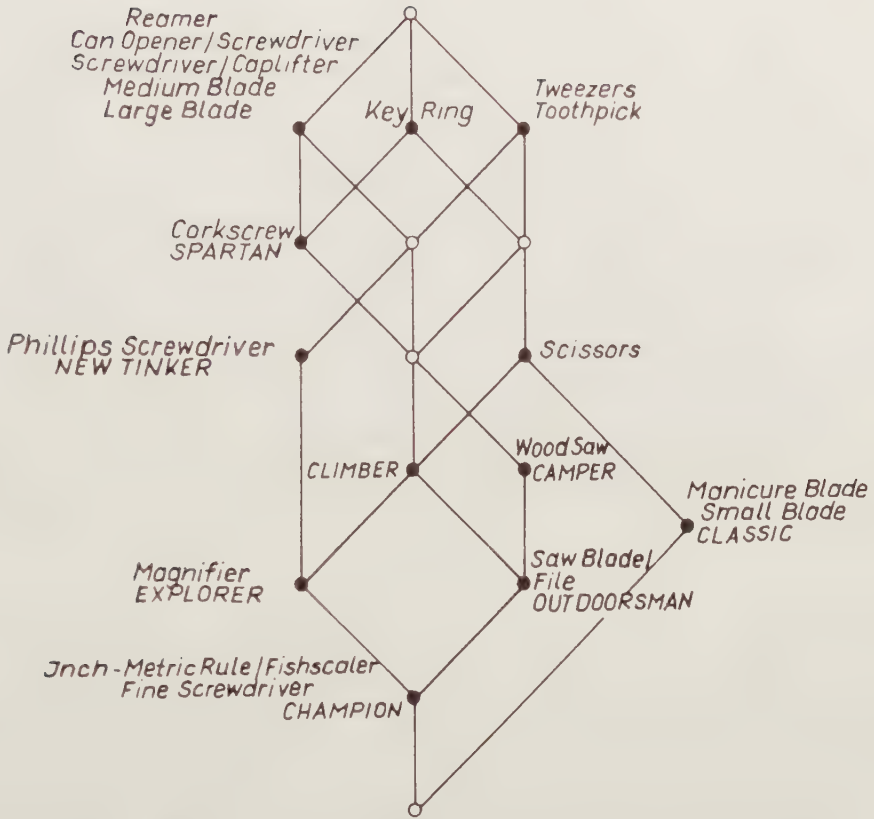 Reamer
Can Opener/Screwdriver
Screwdriver/Caplifter
Medium Blade
Large Blade
Key Ring
Tweezers
Toothpick
Corkscrew
SPARTAN
Phillips Screwdriver
NEW TINKER
Scissors
CLIMBER
Wood Saw
CAMPER
Manicure Blade
Small Blade
CLASSIC
Magnifier
EXPLORER
Saw Blade/
File
OUTDOORSMAN
Jnch-Metric Rule/Fishscaler
Fine Screwdriver
CHAMPION